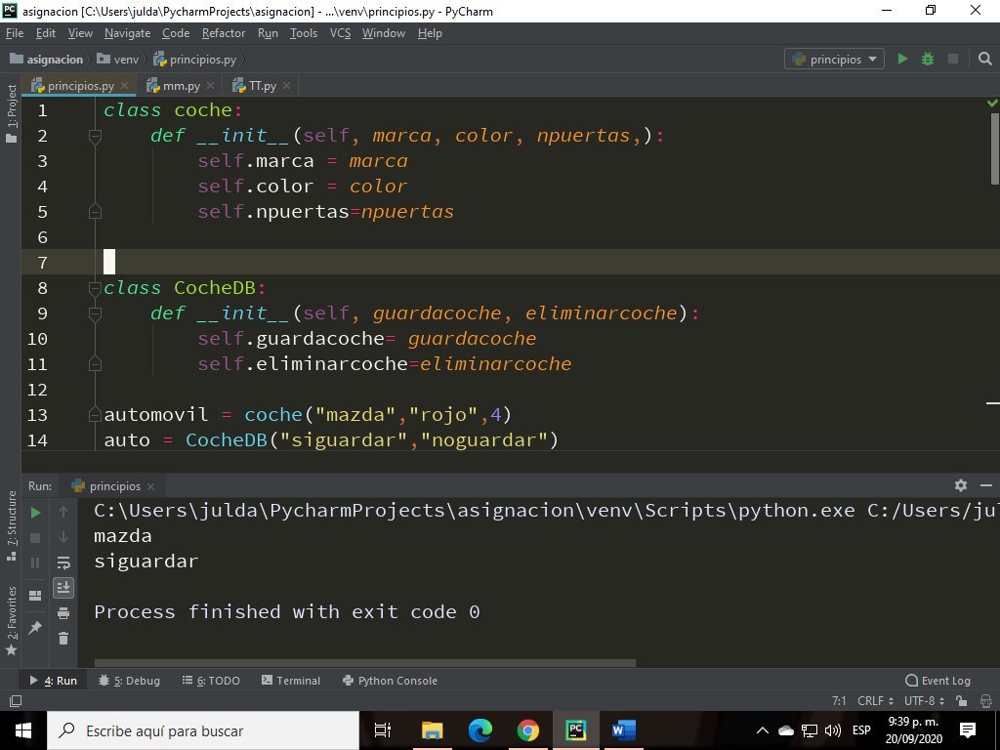 asignacion [C:\Users\julda\PycharmProjects\asignacion] - ...\venv\principios.py - PyCharm
File Edit View Navigate Code Refactor Run Tools VCS Window Help
asignacion venv principios.py principios
1: Project
principios.py mm.py TT.py
1 class coche:
2 def __init__(self, marca, color, npuertas,):
3 self.marca = marca
4 self.color = color
5 self.npuertas=npuertas
6
7
8 class CocheDB:
9 def __init__(self, guardacoche, eliminarcoche):
10 self.guardacoche= guardacoche
11 self.eliminarcoche=eliminarcoche
12
13 automovil = coche("mazda","rojo",4)
14 auto = CocheDB("siguardar","noguardar")
Run: principios
7: Structure
2: Favorites
C:\Users\julda\PycharmProjects\asignacion\venv\Scripts\python.exe C:/Users/jul
mazda
siguardar
Process finished with exit code 0
4: Run 5: Debug 6: TODO Terminal Python Console Event Log
7:1 CRLF UTF-8
Escribe aquí para buscar
ESP
9:39 p. m.
20/09/2020